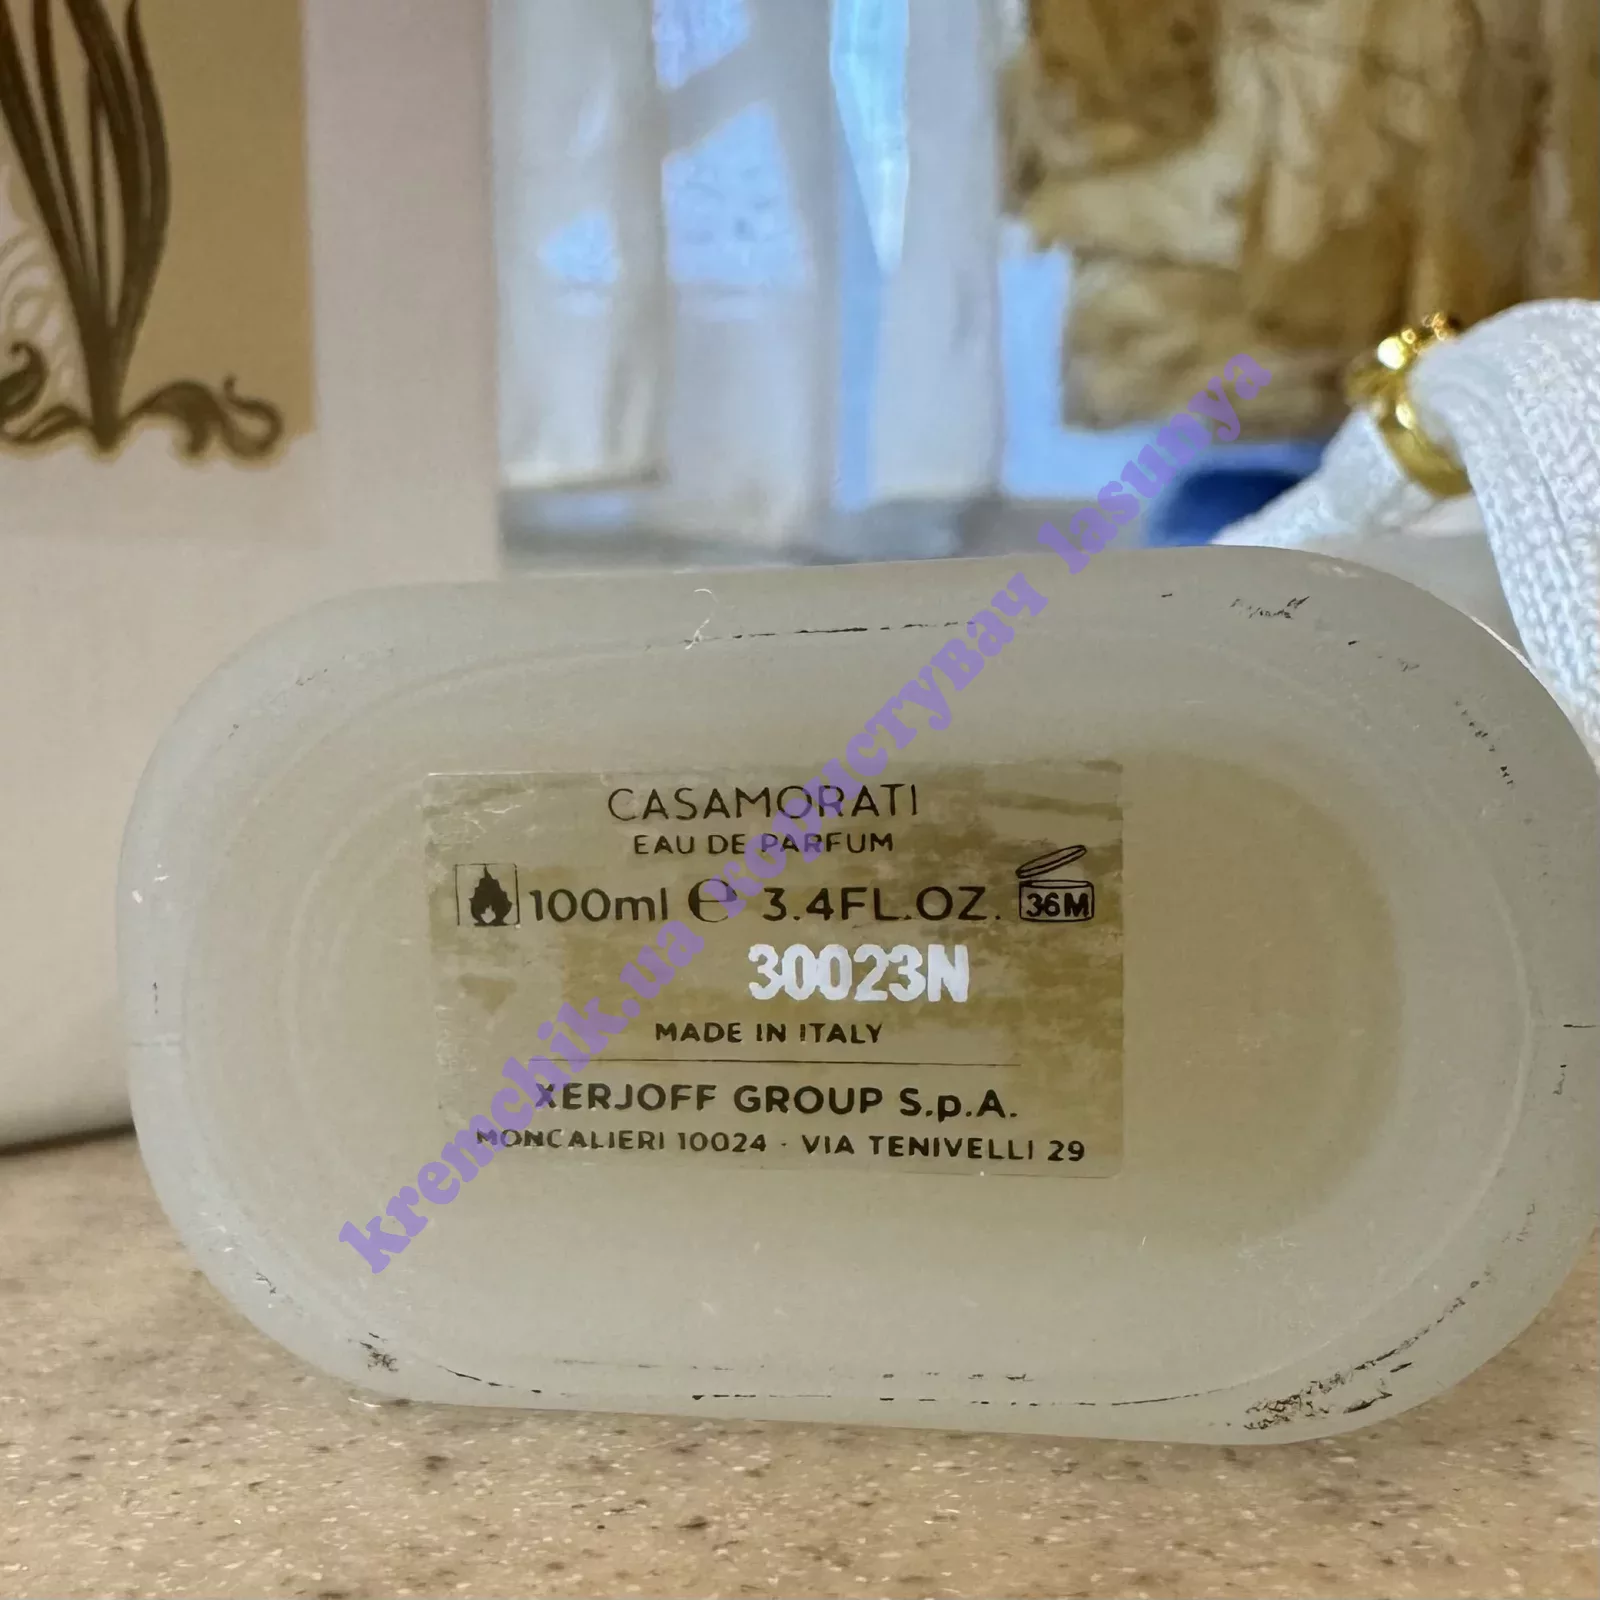 CASAMORATI
EAU DE PARFUM
100ml ℮ 3.4FL.OZ. 36M
30023N
MADE IN ITALY
XERJOFF GROUP S.p.A.
MONCALIERI 10024 · VIA TENIVELLI 29
kremchik.ua користувач lasunya